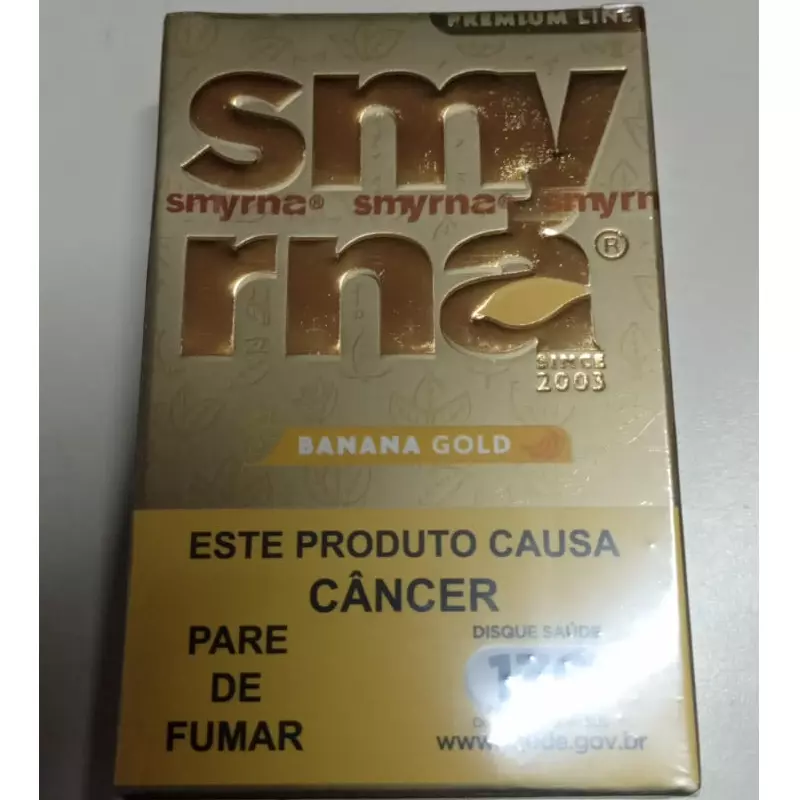 PREMIUM LINE
smy
smyrna® smyrna® smyrn
rna®
SINCE
2003
BANANA GOLD
ESTE PRODUTO CAUSA
CÂNCER
PARE
DE
FUMAR
DISQUE SAÚDE